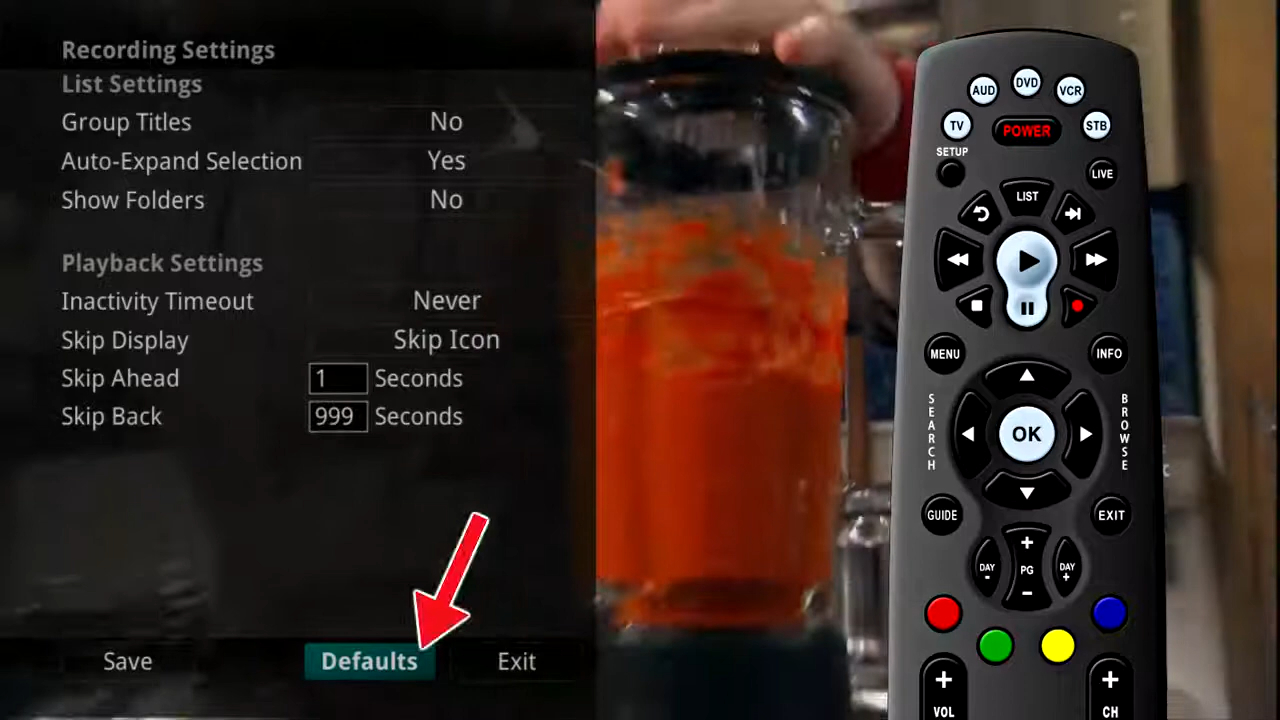 Recording Settings
List Settings
Group Titles No
Auto-Expand Selection Yes
Show Folders No
Playback Settings
Inactivity Timeout Never
Skip Display Skip Icon
Skip Ahead 1 Seconds
Skip Back 999 Seconds
Save Defaults Exit
AUD DVD VCR
TV POWER STB
SETUP
LIVE
LIST
MENU INFO
SEARCH
OK
BROWSE
GUIDE EXIT
DAY - + PG - DAY +
+ +
VOL CH